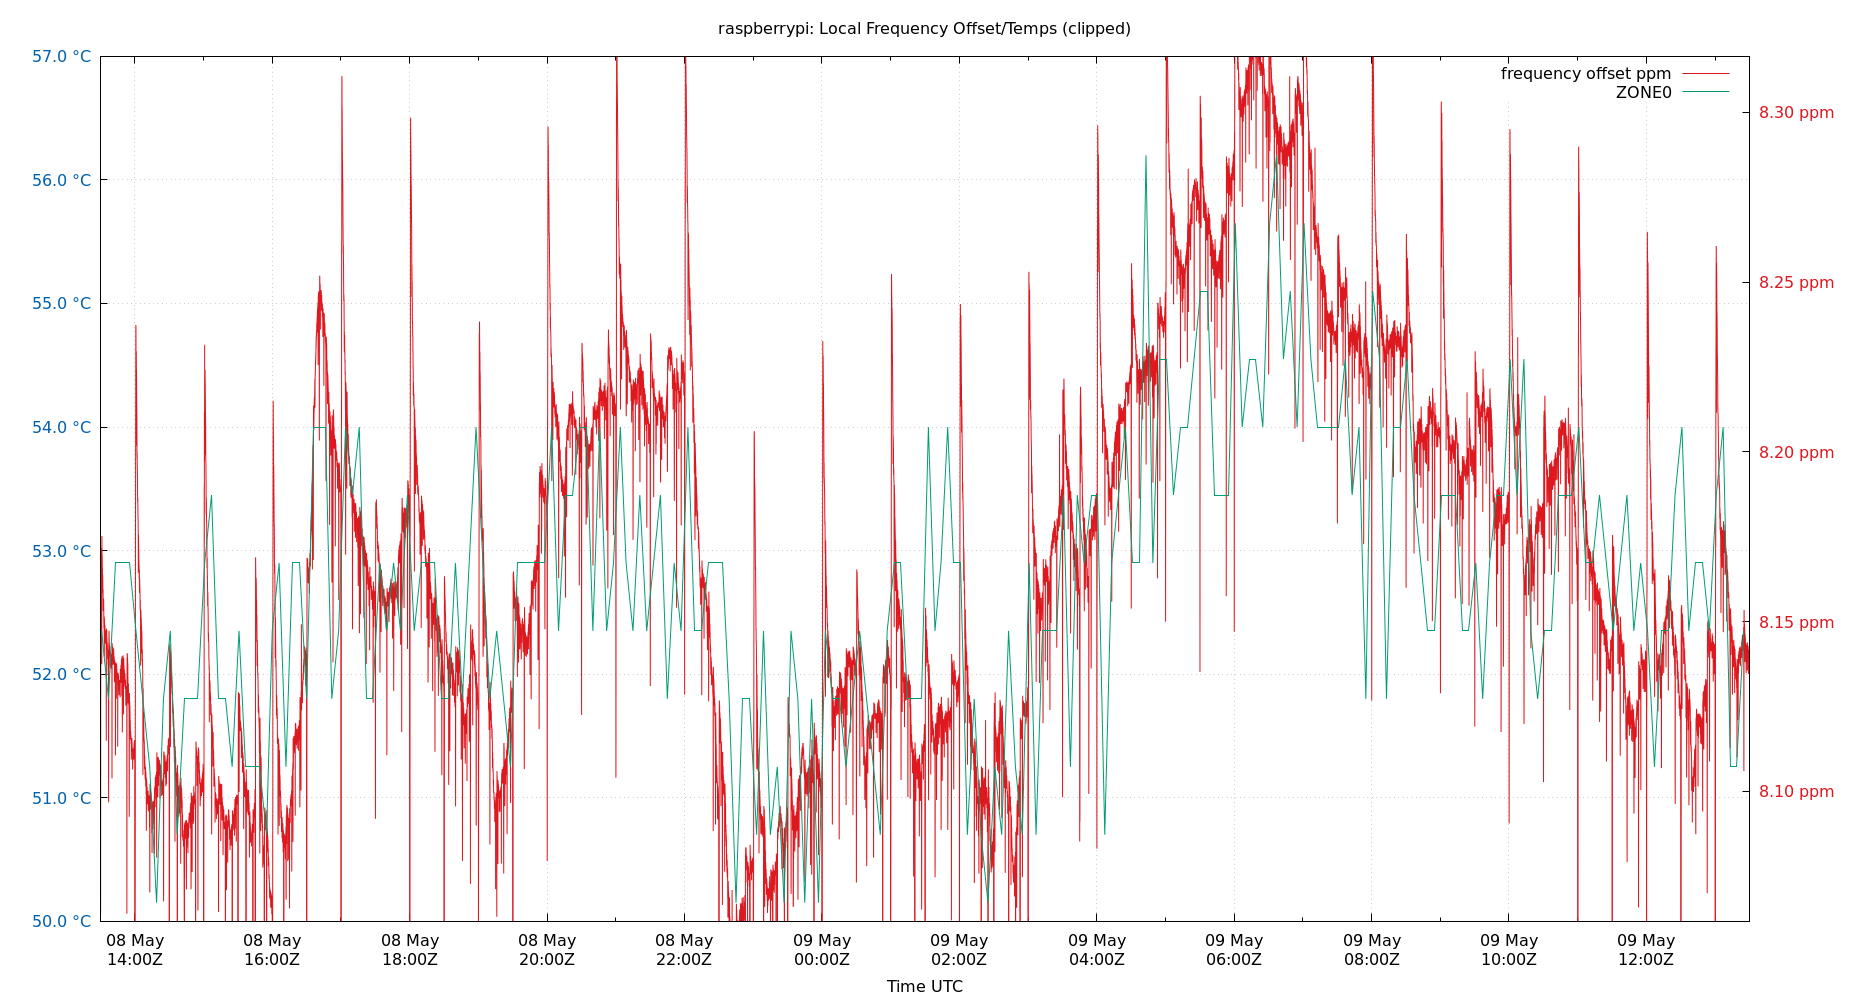 raspberrypi: Local Frequency Offset/Temps (clipped)
57.0 °C
56.0 °C
55.0 °C
54.0 °C
53.0 °C
52.0 °C
51.0 °C
50.0 °C
frequency offset ppm
ZONE0
8.30 ppm
8.25 ppm
8.20 ppm
8.15 ppm
8.10 ppm
08 May
14:00Z
08 May
16:00Z
08 May
18:00Z
08 May
20:00Z
08 May
22:00Z
09 May
00:00Z
09 May
02:00Z
09 May
04:00Z
09 May
06:00Z
09 May
08:00Z
09 May
10:00Z
09 May
12:00Z
Time UTC